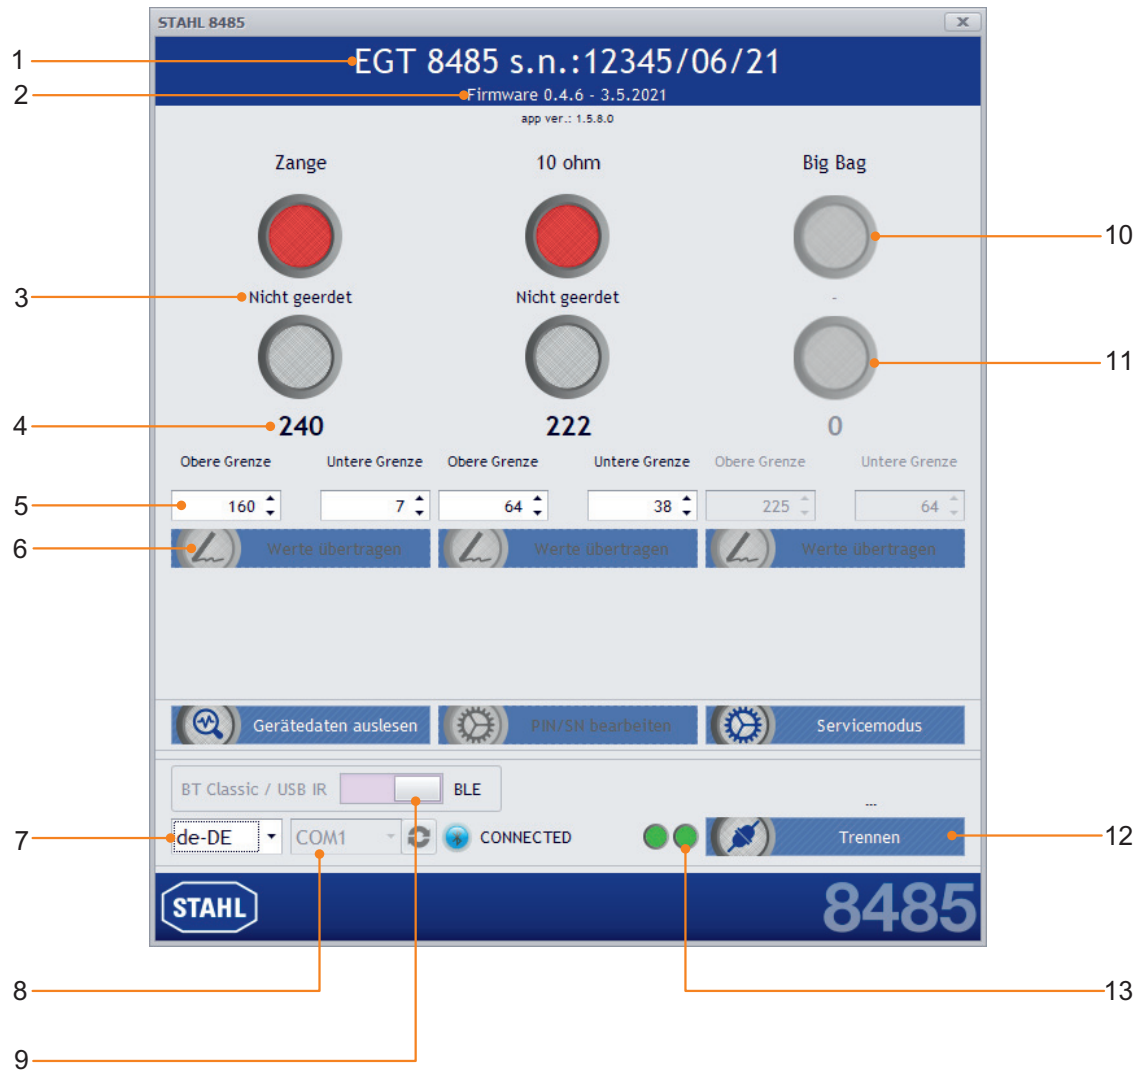 STAHL 8485
1
EGT 8485 s.n.:12345/06/21
2
Firmware 0.4.6 - 3.5.2021
app ver.: 1.5.8.0
Zange
10 ohm
Big Bag
10
3
Nicht geerdet
Nicht geerdet
-
11
4
240
222
0
Obere Grenze
Untere Grenze
Obere Grenze
Untere Grenze
Obere Grenze
Untere Grenze
5
160
7
64
38
225
64
6
Werte übertragen
Werte übertragen
Werte übertragen
Gerätedaten auslesen
PIN/SN bearbeiten
Servicemodus
BT Classic / USB IR
BLE
---
7
de-DE
COM1
CONNECTED
Trennen
12
STAHL
8485
8
13
9